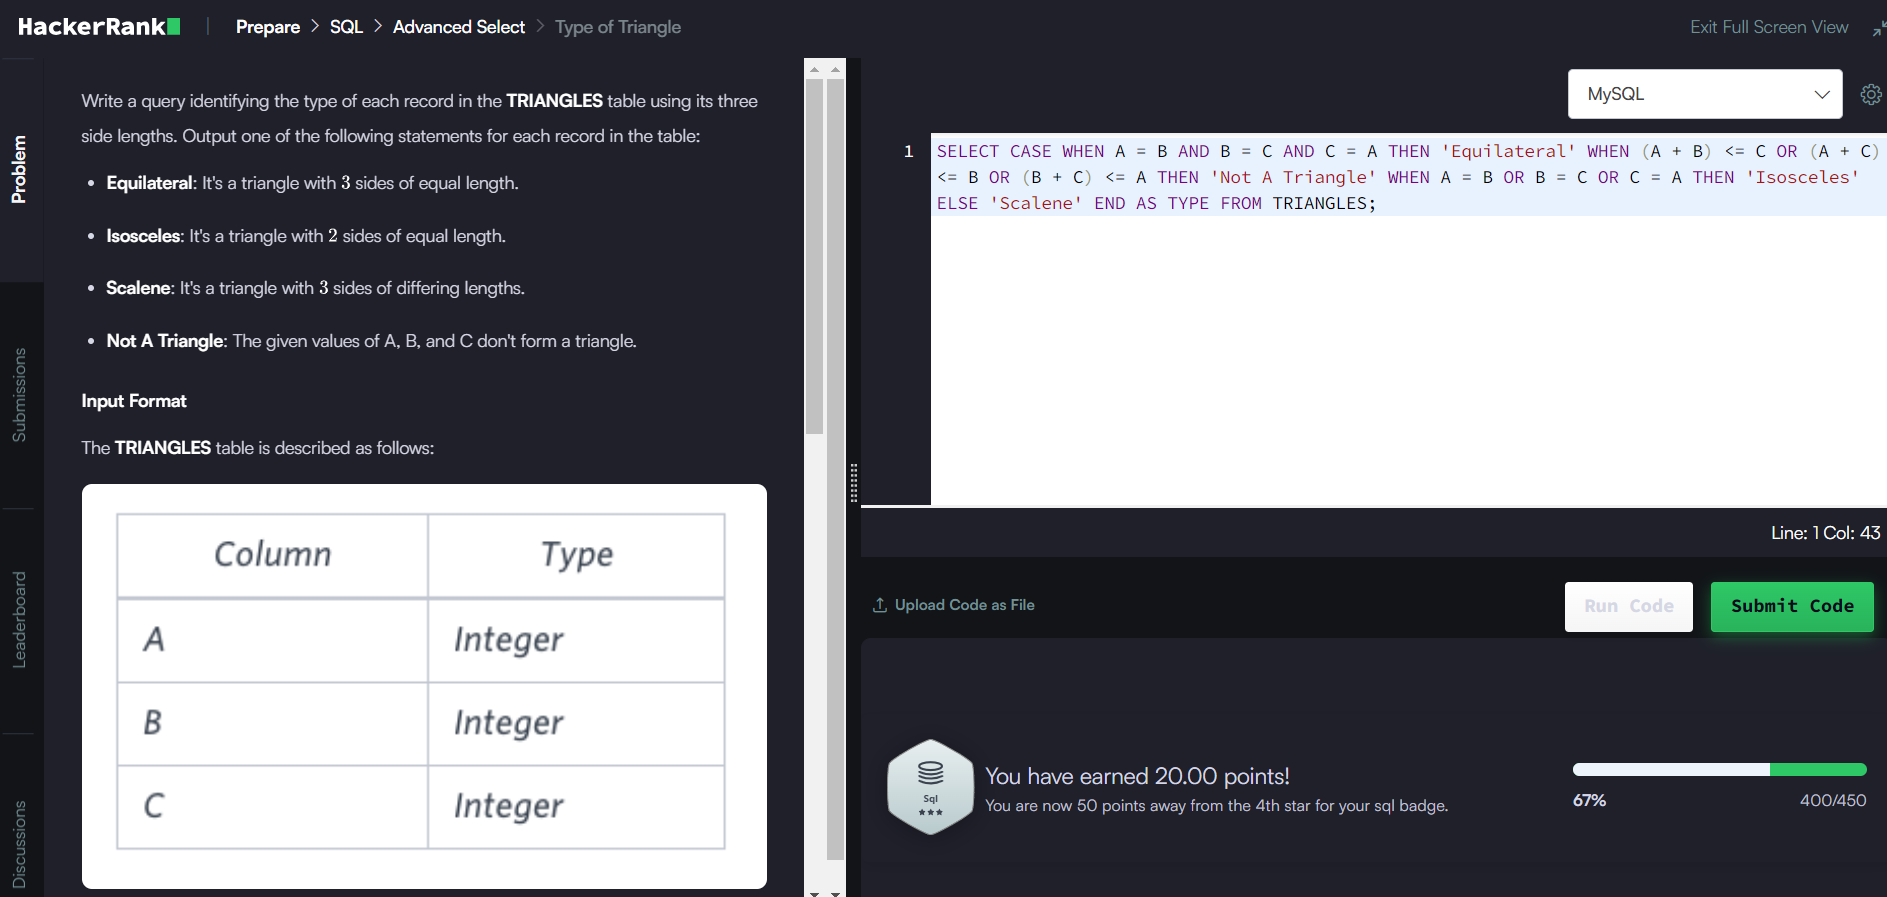 HackerRank
Prepare > SQL > Advanced Select > Type of Triangle
Exit Full Screen View
Problem
Submissions
Leaderboard
Discussions
Write a query identifying the type of each record in the TRIANGLES table using its three
side lengths. Output one of the following statements for each record in the table:
• Equilateral: It's a triangle with 3 sides of equal length.
• Isosceles: It's a triangle with 2 sides of equal length.
• Scalene: It's a triangle with 3 sides of differing lengths.
• Not A Triangle: The given values of A, B, and C don't form a triangle.
Input Format
The TRIANGLES table is described as follows:
Column Type
A Integer
B Integer
C Integer
MySQL
1
SELECT CASE WHEN A = B AND B = C AND C = A THEN 'Equilateral' WHEN (A + B) <= C OR (A + C)
<= B OR (B + C) <= A THEN 'Not A Triangle' WHEN A = B OR B = C OR C = A THEN 'Isosceles'
ELSE 'Scalene' END AS TYPE FROM TRIANGLES;
Line: 1 Col: 43
Upload Code as File
Run Code
Submit Code
Sql
You have earned 20.00 points!
You are now 50 points away from the 4th star for your sql badge.
67%
400/450